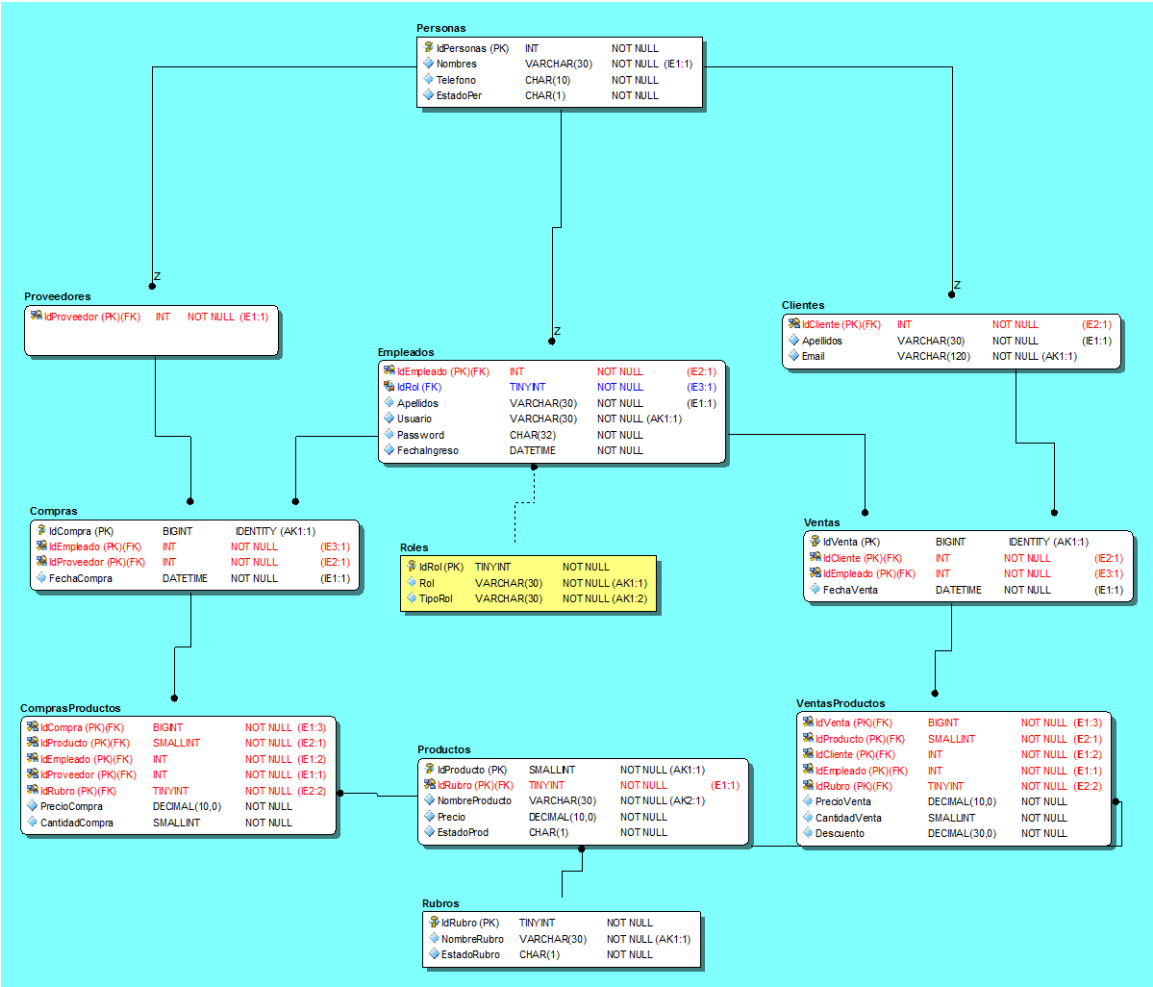 Personas
IdPersonas (PK) INT NOT NULL
Nombres VARCHAR(30) NOT NULL (IE1:1)
Telefono CHAR(10) NOT NULL
EstadoPer CHAR(1) NOT NULL
Z
Z
Z
Proveedores
IdProveedor (PK)(FK) INT NOT NULL (IE1:1)
Clientes
IdCliente (PK)(FK) INT NOT NULL (IE2:1)
Apellidos VARCHAR(30) NOT NULL (IE1:1)
Email VARCHAR(120) NOT NULL (AK1:1)
Empleados
IdEmpleado (PK)(FK) INT NOT NULL (IE2:1)
IdRol (FK) TINYINT NOT NULL (IE3:1)
Apellidos VARCHAR(30) NOT NULL (IE1:1)
Usuario VARCHAR(30) NOT NULL (AK1:1)
Password CHAR(32) NOT NULL
FechaIngreso DATETIME NOT NULL
Compras
IdCompra (PK) BIGINT IDENTITY (AK1:1)
IdEmpleado (PK)(FK) INT NOT NULL (IE3:1)
IdProveedor (PK)(FK) INT NOT NULL (IE2:1)
FechaCompra DATETIME NOT NULL (IE1:1)
Roles
IdRol (PK) TINYINT NOT NULL
Rol VARCHAR(30) NOT NULL (AK1:1)
TipoRol VARCHAR(30) NOT NULL (AK1:2)
Ventas
IdVenta (PK) BIGINT IDENTITY (AK1:1)
IdCliente (PK)(FK) INT NOT NULL (IE2:1)
IdEmpleado (PK)(FK) INT NOT NULL (IE3:1)
FechaVenta DATETIME NOT NULL (IE1:1)
ComprasProductos
IdCompra (PK)(FK) BIGINT NOT NULL (IE1:3)
IdProducto (PK)(FK) SMALLINT NOT NULL (IE2:1)
IdEmpleado (PK)(FK) INT NOT NULL (IE1:2)
IdProveedor (PK)(FK) INT NOT NULL (IE1:1)
IdRubro (PK)(FK) TINYINT NOT NULL (IE2:2)
PrecioCompra DECIMAL(10,0) NOT NULL
CantidadCompra SMALLINT NOT NULL
Productos
IdProducto (PK) SMALLINT NOT NULL (AK1:1)
IdRubro (PK)(FK) TINYINT NOT NULL (IE1:1)
NombreProducto VARCHAR(30) NOT NULL (AK2:1)
Precio DECIMAL(10,0) NOT NULL
EstadoProd CHAR(1) NOT NULL
VentasProductos
IdVenta (PK)(FK) BIGINT NOT NULL (IE1:3)
IdProducto (PK)(FK) SMALLINT NOT NULL (IE2:1)
IdCliente (PK)(FK) INT NOT NULL (IE1:2)
IdEmpleado (PK)(FK) INT NOT NULL (IE1:1)
IdRubro (PK)(FK) TINYINT NOT NULL (IE2:2)
PrecioVenta DECIMAL(10,0) NOT NULL
CantidadVenta SMALLINT NOT NULL
Descuento DECIMAL(30,0) NOT NULL
Rubros
IdRubro (PK) TINYINT NOT NULL
NombreRubro VARCHAR(30) NOT NULL (AK1:1)
EstadoRubro CHAR(1) NOT NULL